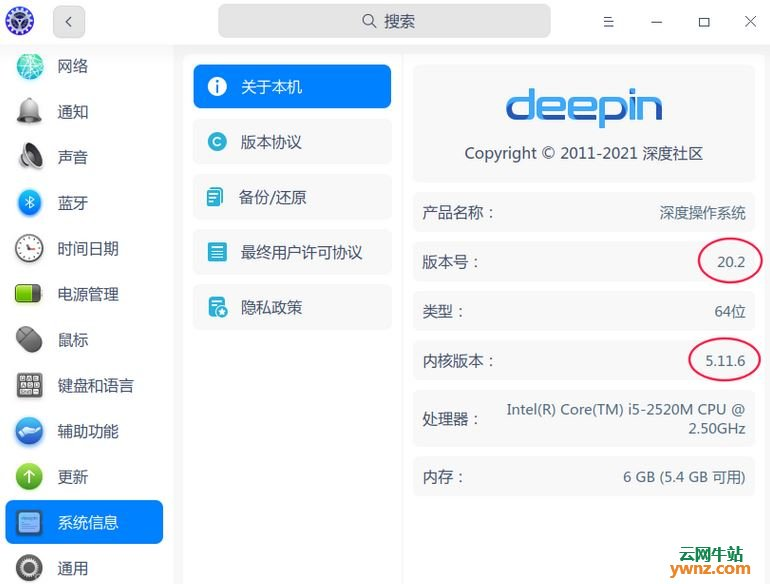 搜索
网络
通知
声音
蓝牙
时间日期
电源管理
鼠标
键盘和语言
辅助功能
更新
系统信息
通用
关于本机
版本协议
备份/还原
最终用户许可协议
隐私政策
deepin
Copyright © 2011-2021 深度社区
产品名称： 深度操作系统
版本号： 20.2
类型： 64位
内核版本： 5.11.6
处理器： Intel(R) Core(TM) i5-2520M CPU @
2.50GHz
内存： 6 GB (5.4 GB 可用)
云网牛站
ywnz.com